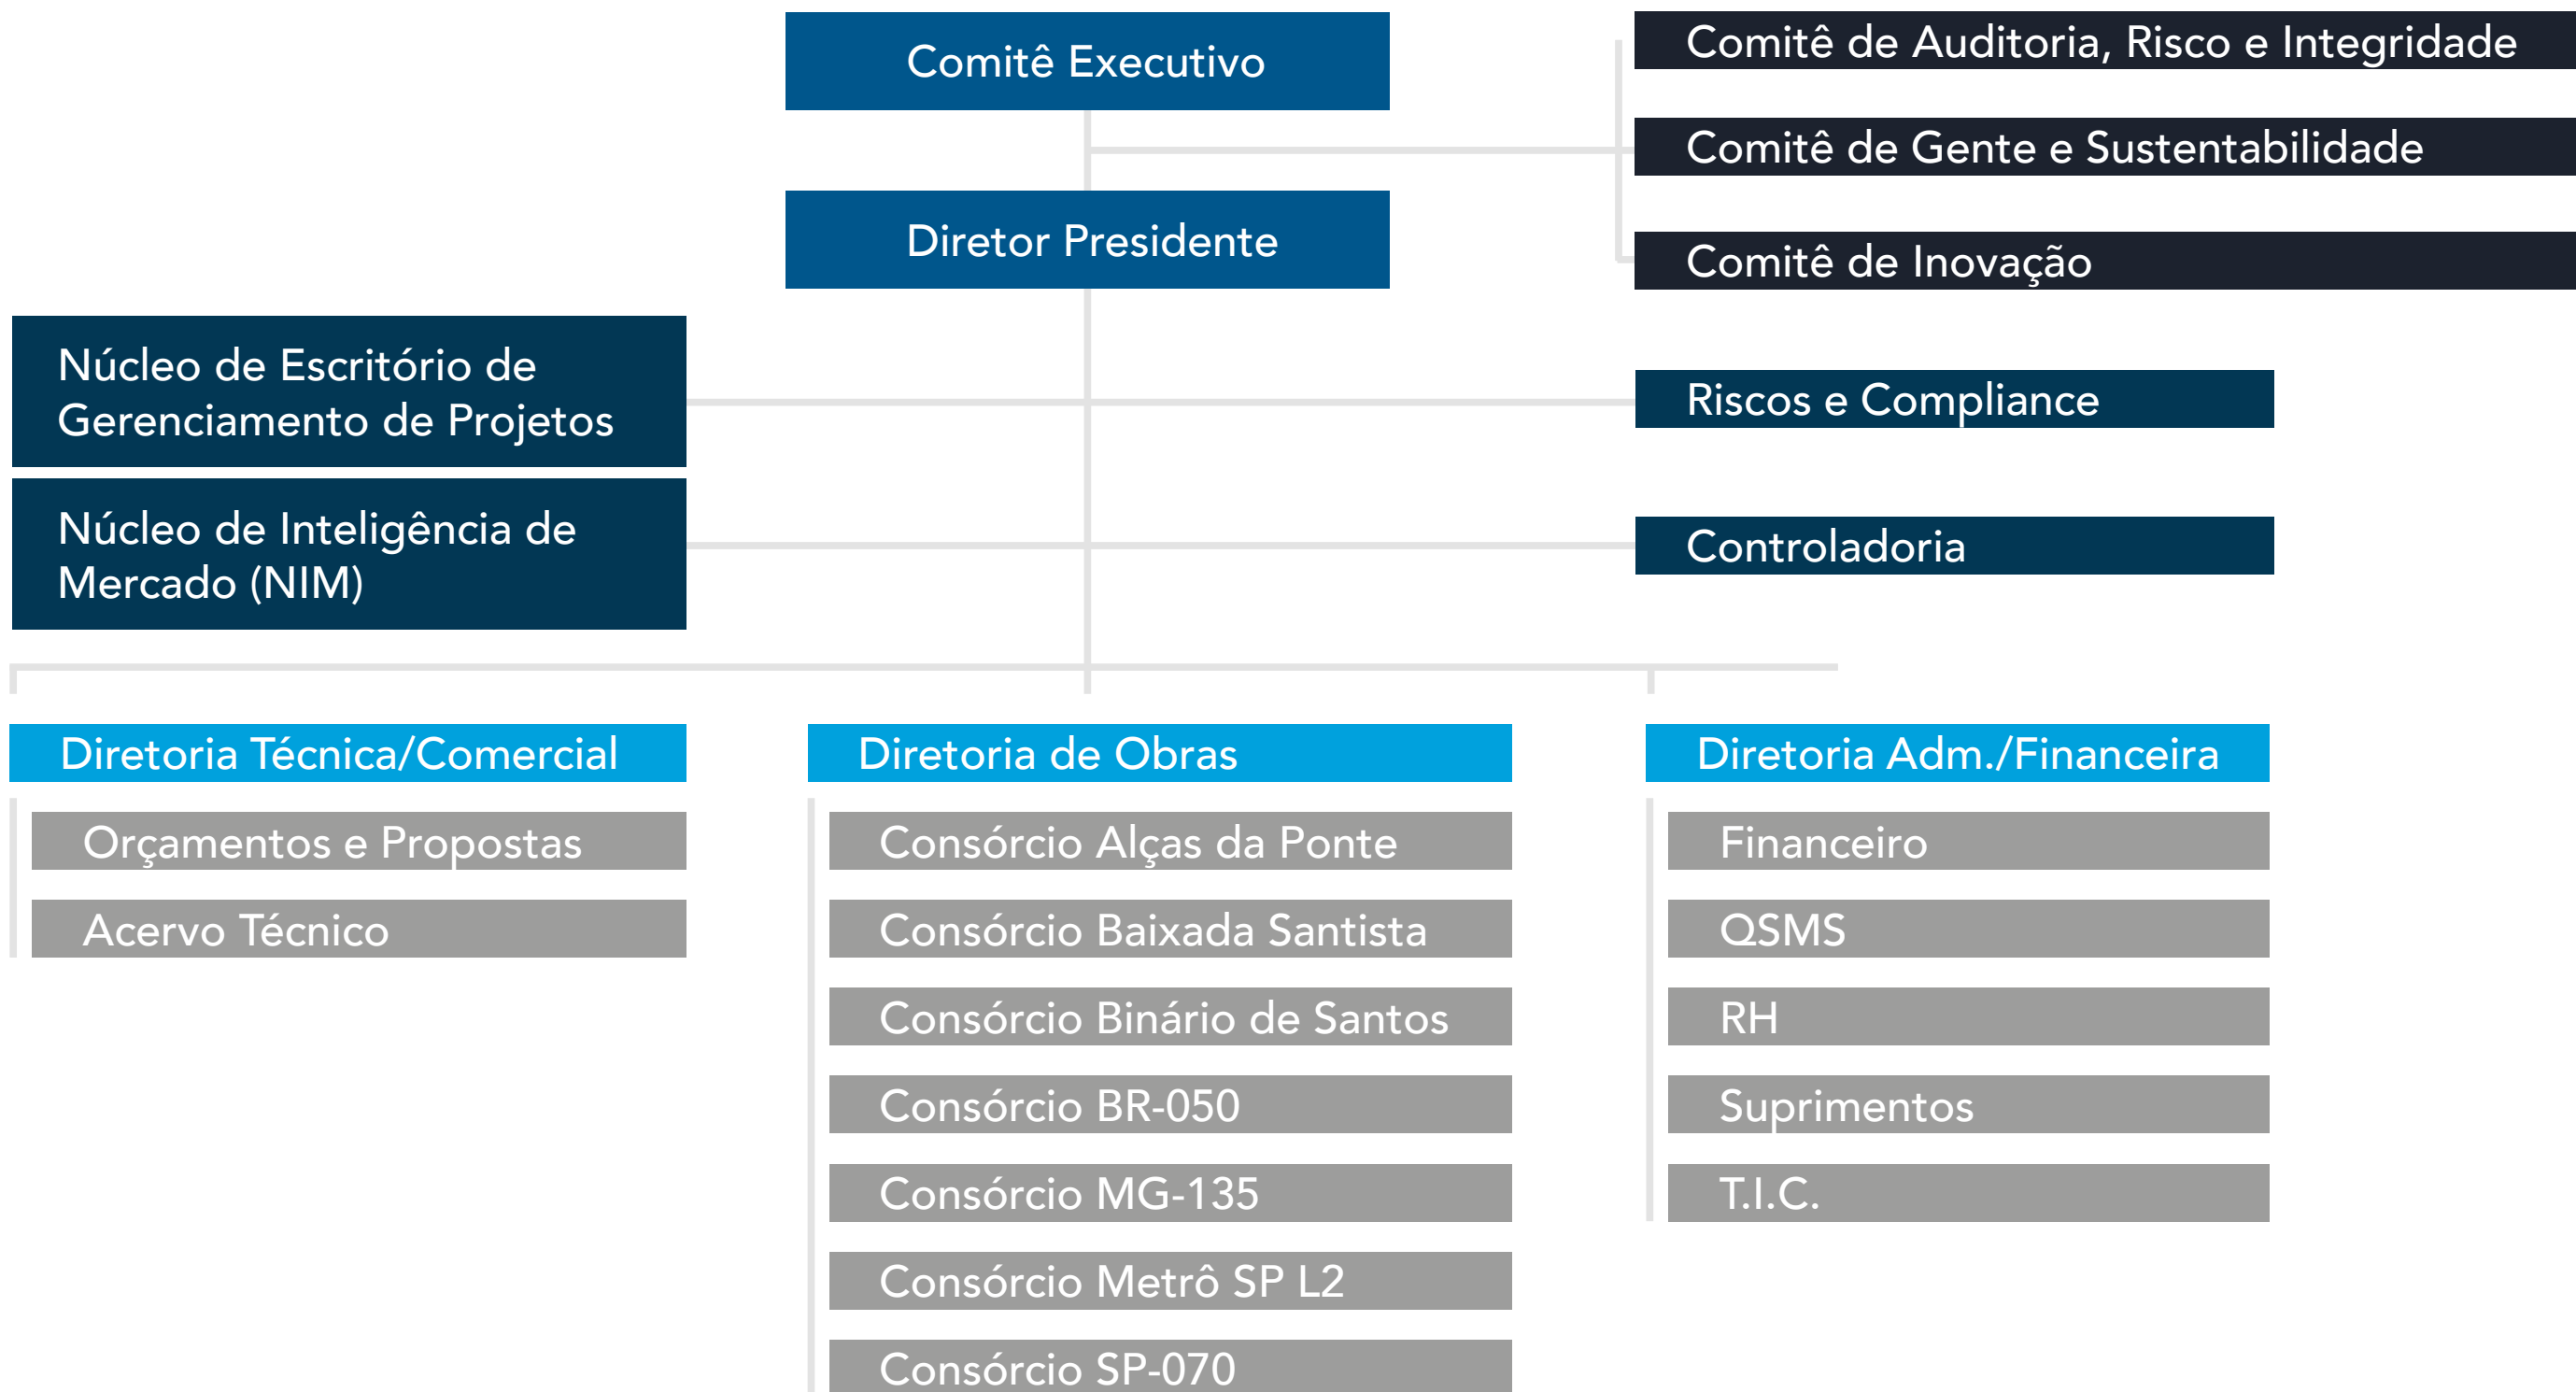 Comitê Executivo
Diretor Presidente
Comitê de Auditoria, Risco e Integridade
Comitê de Gente e Sustentabilidade
Comitê de Inovação
Núcleo de Escritório de
Gerenciamento de Projetos
Núcleo de Inteligência de
Mercado (NIM)
Riscos e Compliance
Controladoria
Diretoria Técnica/Comercial
Orçamentos e Propostas
Acervo Técnico
Diretoria de Obras
Consórcio Alças da Ponte
Consórcio Baixada Santista
Consórcio Binário de Santos
Consórcio BR-050
Consórcio MG-135
Consórcio Metrô SP L2
Consórcio SP-070
Diretoria Adm./Financeira
Financeiro
QSMS
RH
Suprimentos
T.I.C.